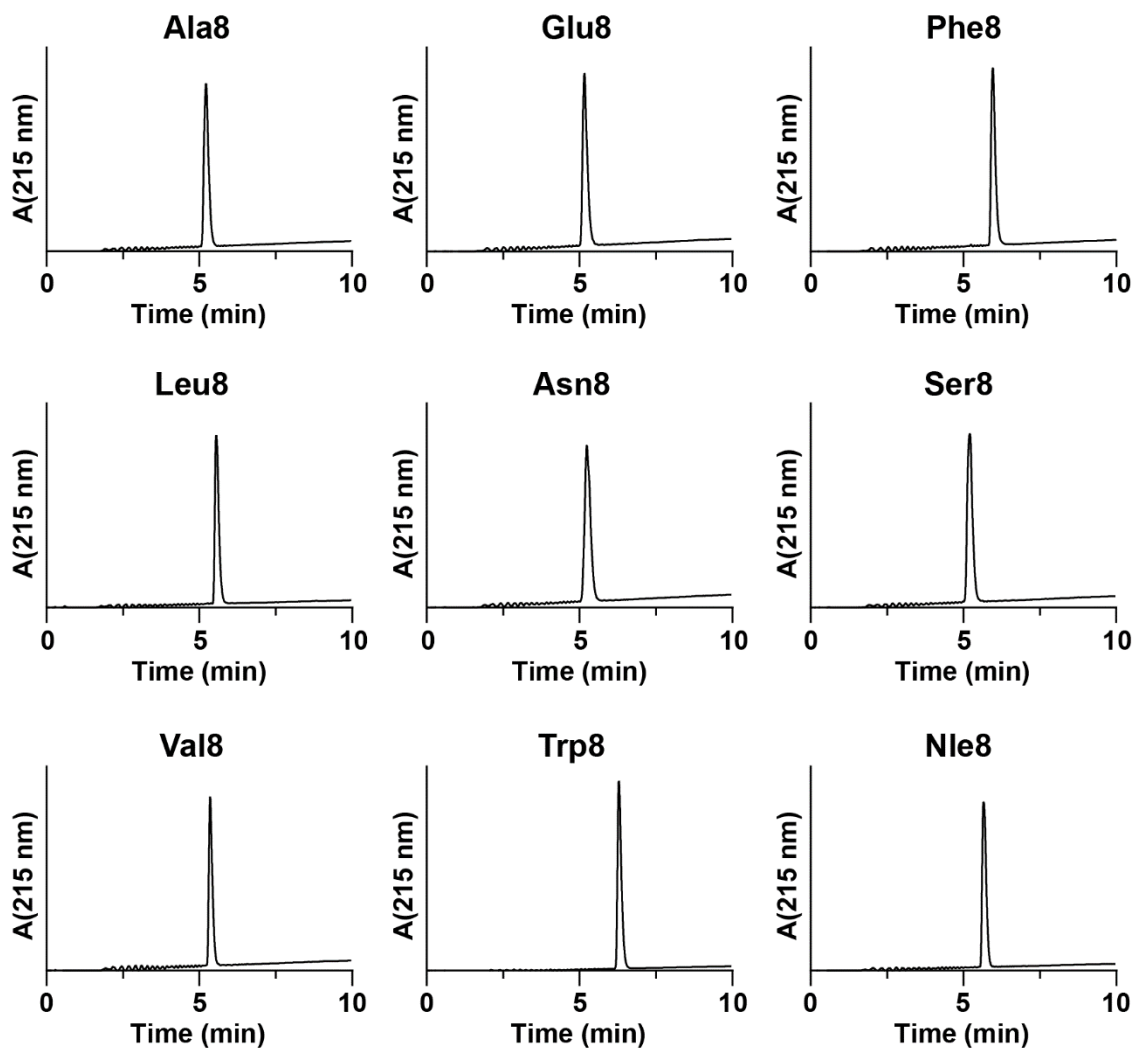 Ala8 Glu8 Phe8
A(215 nm) A(215 nm) A(215 nm)
0 5 10 0 5 10 0 5 10
Time (min) Time (min) Time (min)
Leu8 Asn8 Ser8
A(215 nm) A(215 nm) A(215 nm)
0 5 10 0 5 10 0 5 10
Time (min) Time (min) Time (min)
Val8 Trp8 Nle8
A(215 nm) A(215 nm) A(215 nm)
0 5 10 0 5 10 0 5 10
Time (min) Time (min) Time (min)